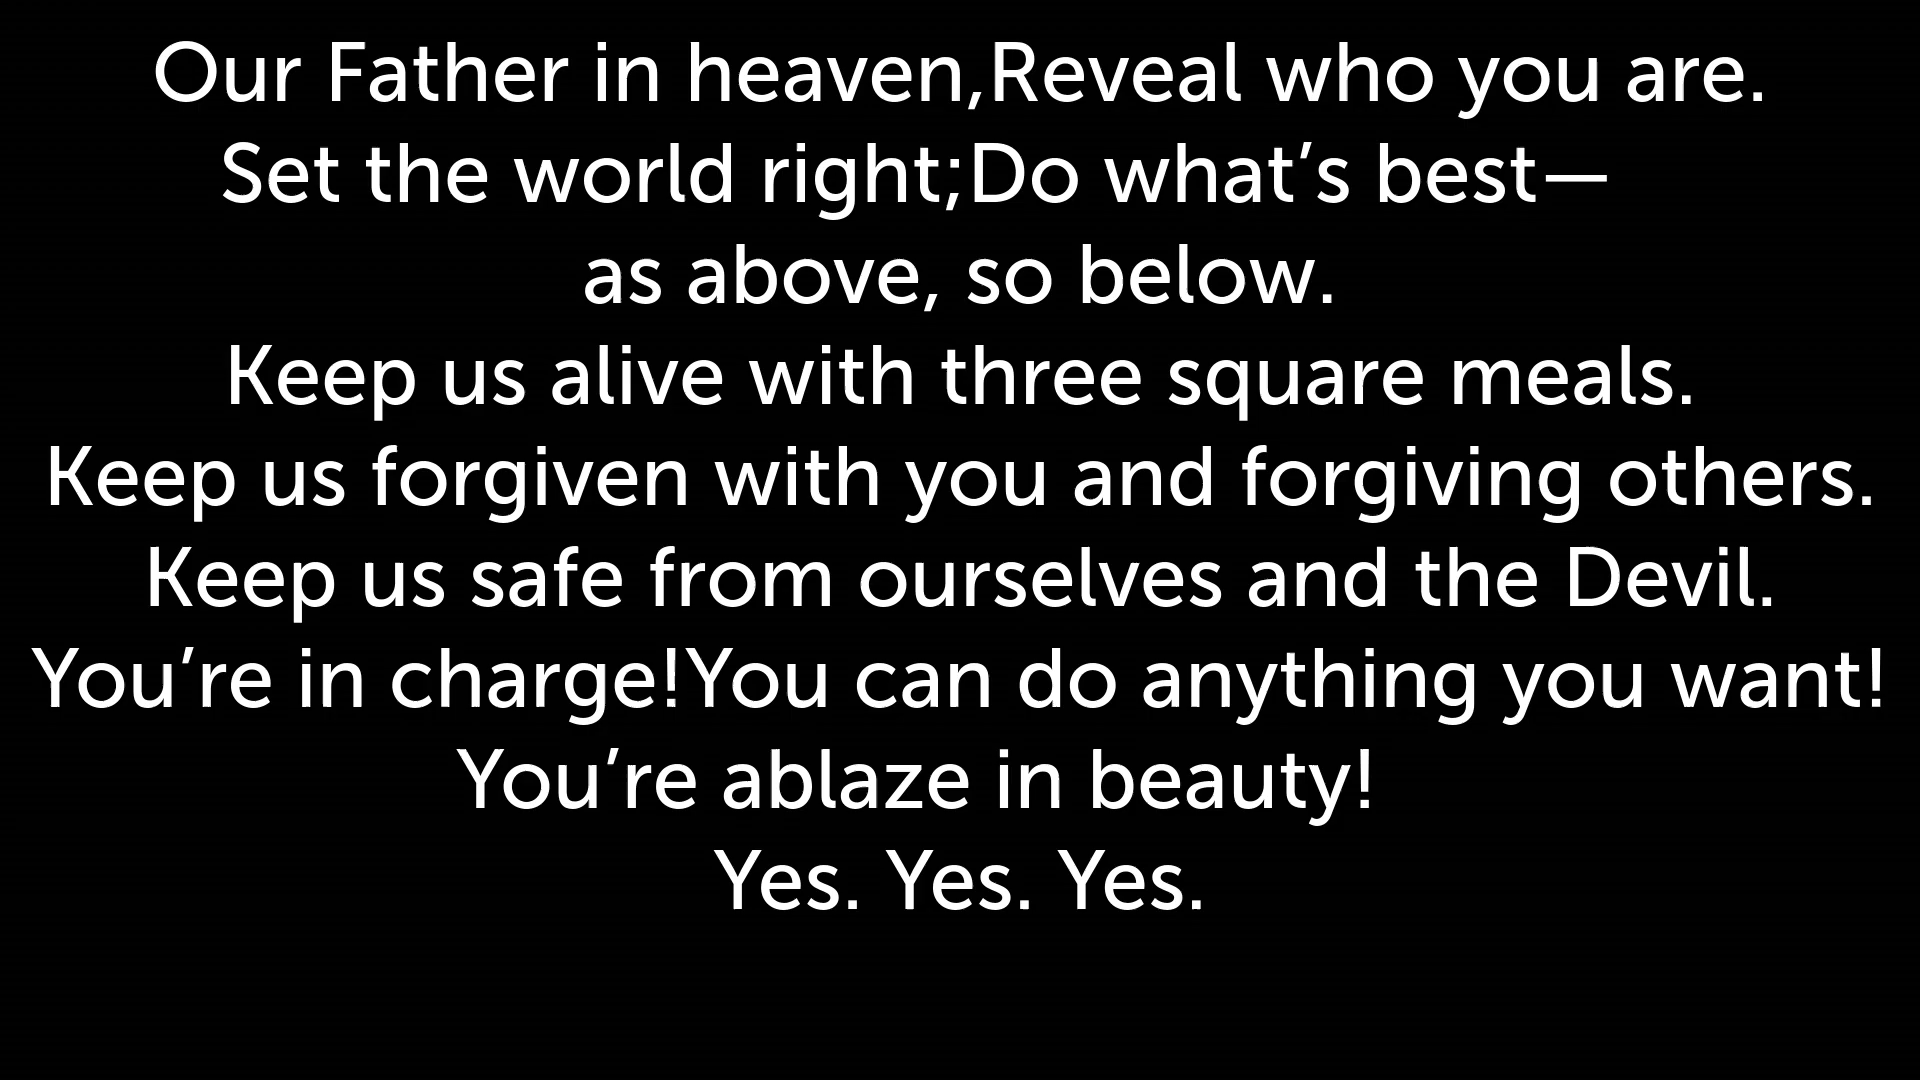 Our Father in heaven,Reveal who you are.
Set the world right;Do what’s best—
as above, so below.
Keep us alive with three square meals.
Keep us forgiven with you and forgiving others.
Keep us safe from ourselves and the Devil.
You’re in charge!You can do anything you want!
You’re ablaze in beauty!
Yes. Yes. Yes.